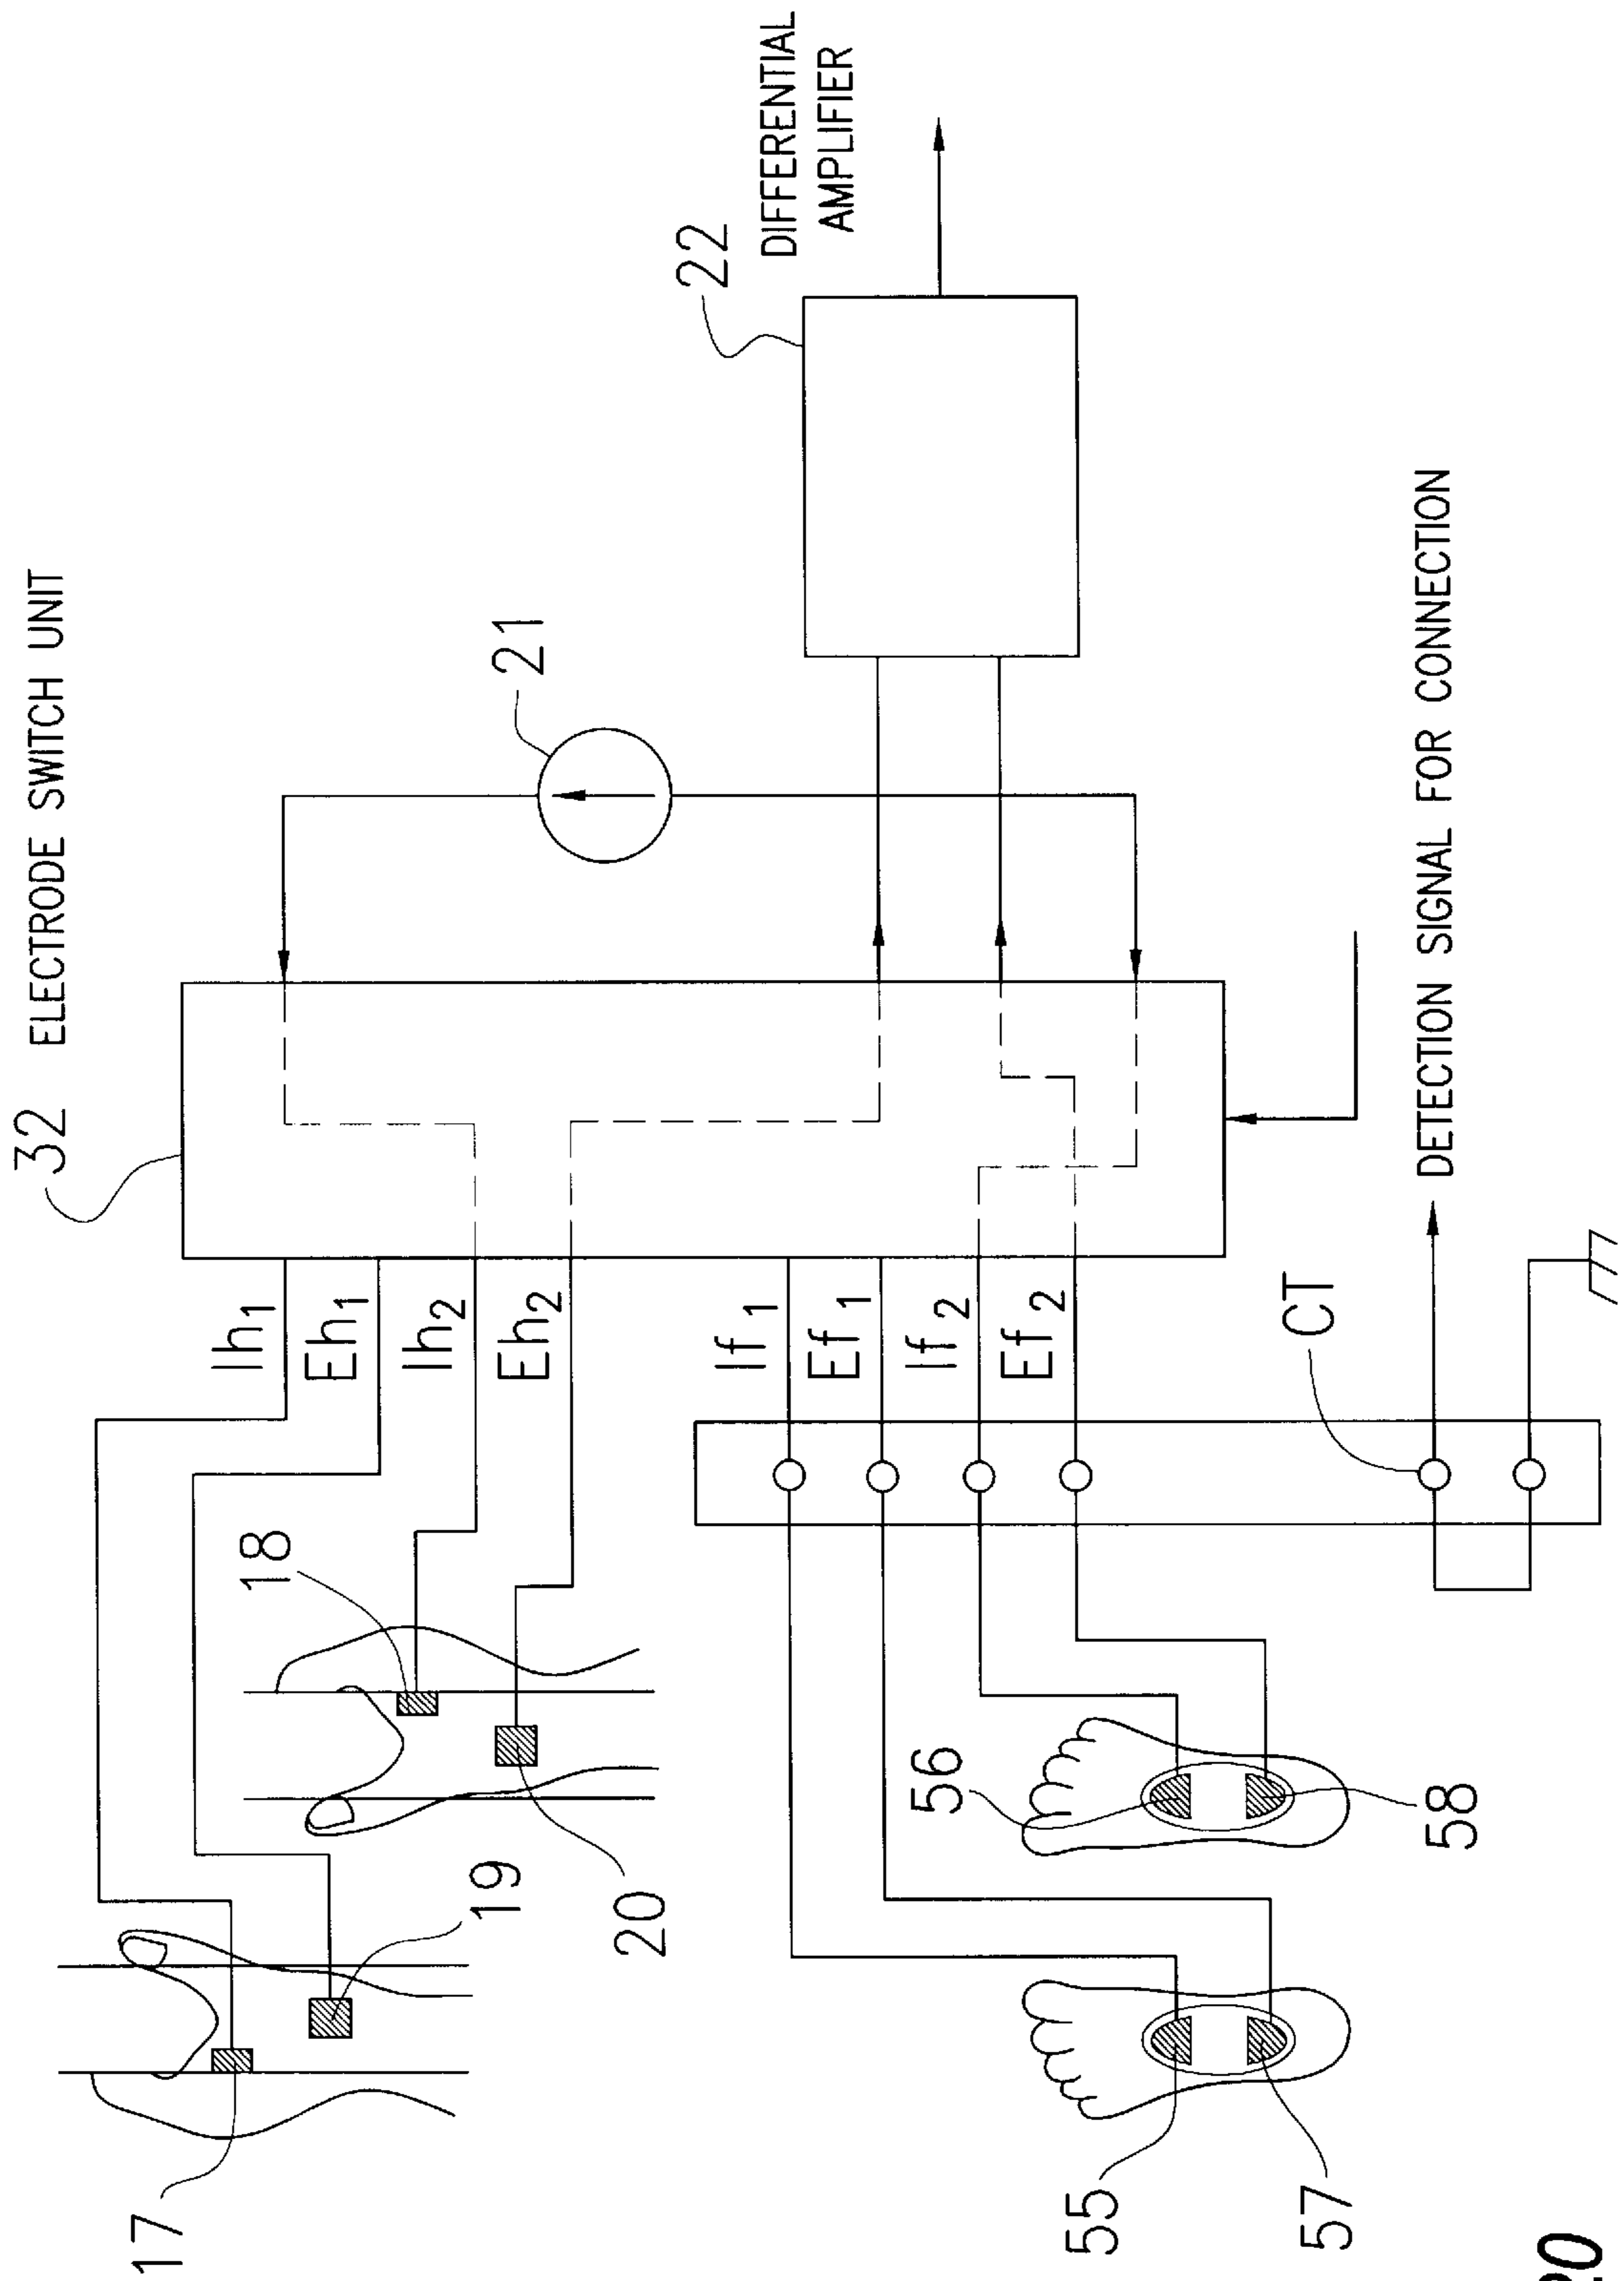 32 ELECTRODE SWITCH UNIT
21
22
DIFFERENTIAL
AMPLIFIER
Ih1
Eh1
Ih2
Eh2
If1
Ef1
If2
Ef2
17
18
19
20
55
56
57
58
CT
DETECTION SIGNAL FOR CONNECTION
20